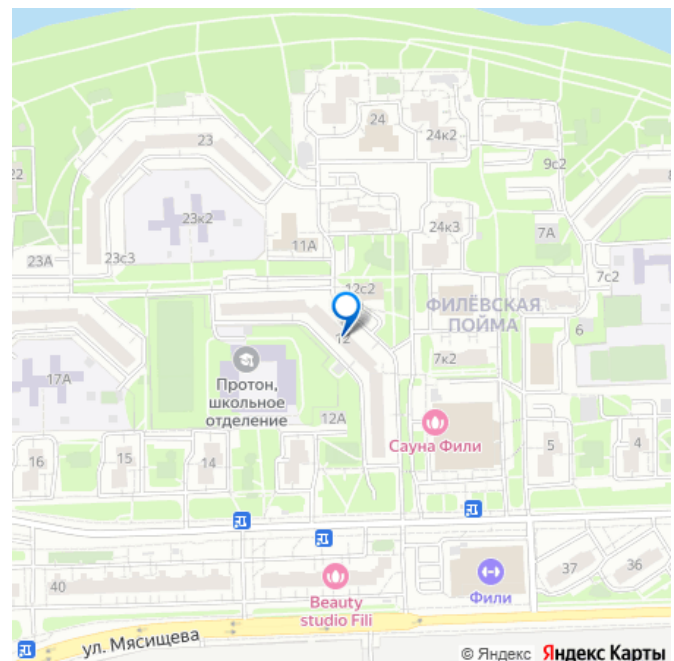 24
24к2
23
9с2
8
22
23к2
24к3
7А
11А
23А
23с3
7с2
12с2
ФИЛЁВСКАЯ
ПОЙМА
6
12
7к2
17А
Протон,
школьное
отделение
12А
Сауна Фили
16
15
14
5
4
40
37
36
Beauty
studio Fili
Фили
ул. Мясищева
© Яндекс Яндекс Карты